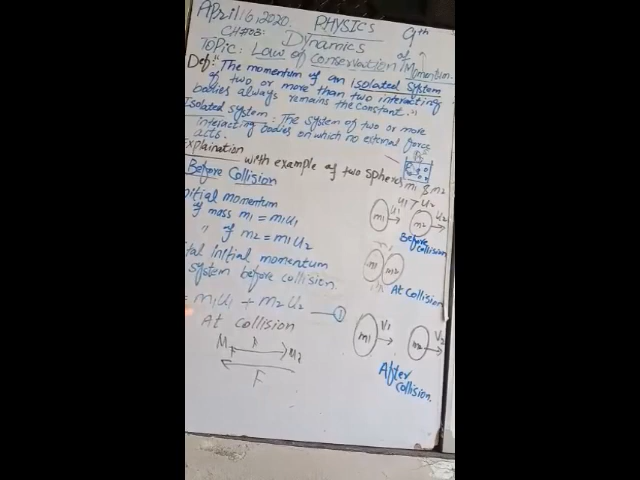 April 16, 2020. PHYSICS 9th
CH#03: Dynamics
Topic: Law of Conservation of Momentum.
Def: "The momentum of an isolated system
of two or more than two interacting
bodies always remains the constant."
Isolated system: The system of two or more
interacting bodies on which no external force
acts.
Explaination with example of two spheres m1 & m2
Before Collision
u1 > u2
m1 u1 m2 u2
Before collision
nitial momentum
of mass m1 = m1u1
" of m2 = m1u2
tal initial momentum
system before collision.
m1 m2
At Collision
= m1u1 + m2u2 — 1
At collision
m1 V1 m2 V2
After collision.
F
F